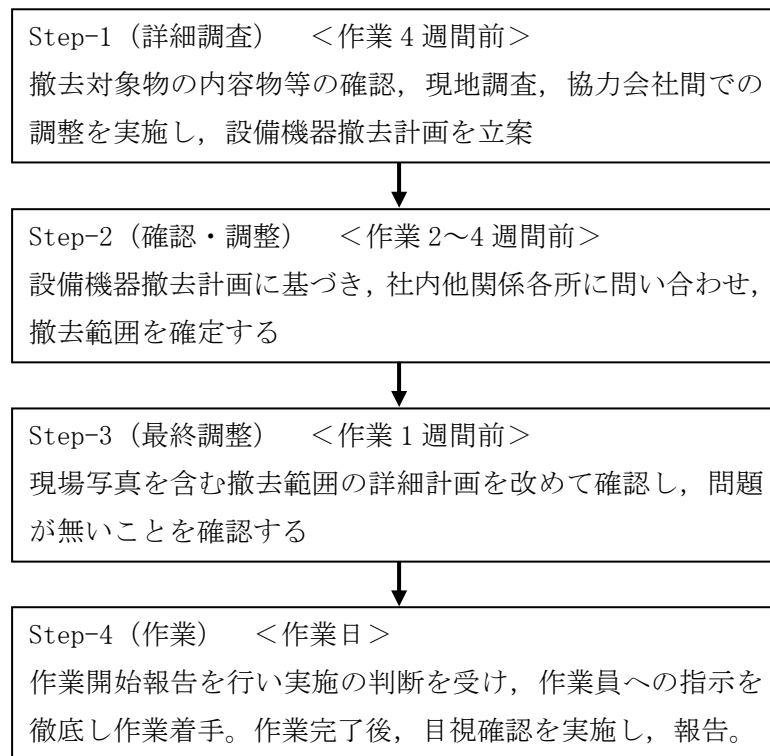 Step-1（詳細調査）　＜作業 4 週間前＞
撤去対象物の内容物等の確認，現地調査，協力会社間での
調整を実施し，設備機器撤去計画を立案
Step-2（確認・調整）　＜作業 2～4 週間前＞
設備機器撤去計画に基づき，社内他関係各所に問い合わせ，
撤去範囲を確定する
Step-3（最終調整）　＜作業 1 週間前＞
現場写真を含む撤去範囲の詳細計画を改めて確認し，問題
が無いことを確認する
Step-4（作業）　＜作業日＞
作業開始報告を行い実施の判断を受け，作業員への指示を
徹底し作業着手。作業完了後，目視確認を実施し，報告。